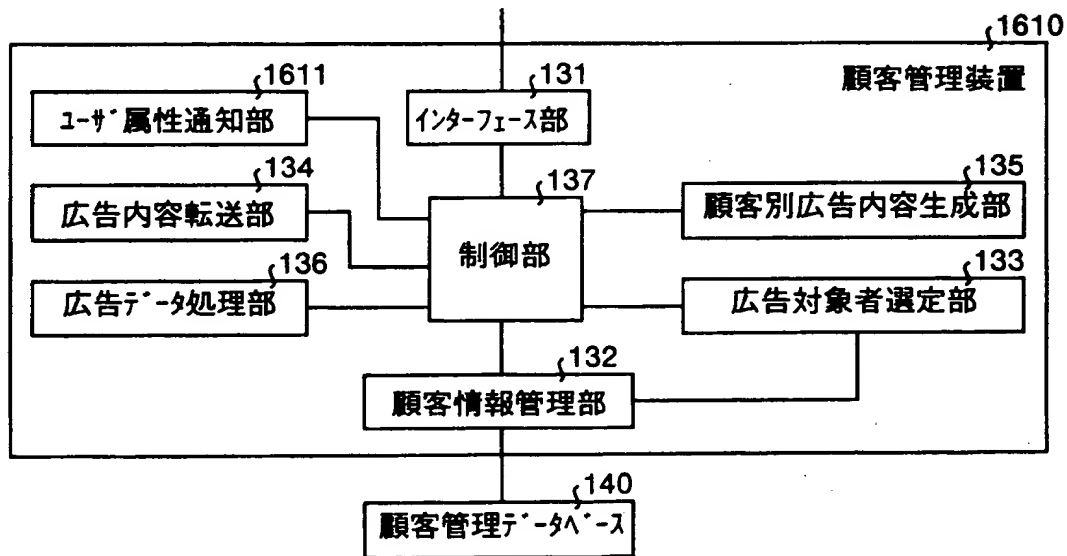 1610
顧客管理装置
1611
ユーザ属性通知部
131
インターフェース部
134
広告内容転送部
137
制御部
135
顧客別広告内容生成部
136
広告データ処理部
133
広告対象者選定部
132
顧客情報管理部
140
顧客管理データベース